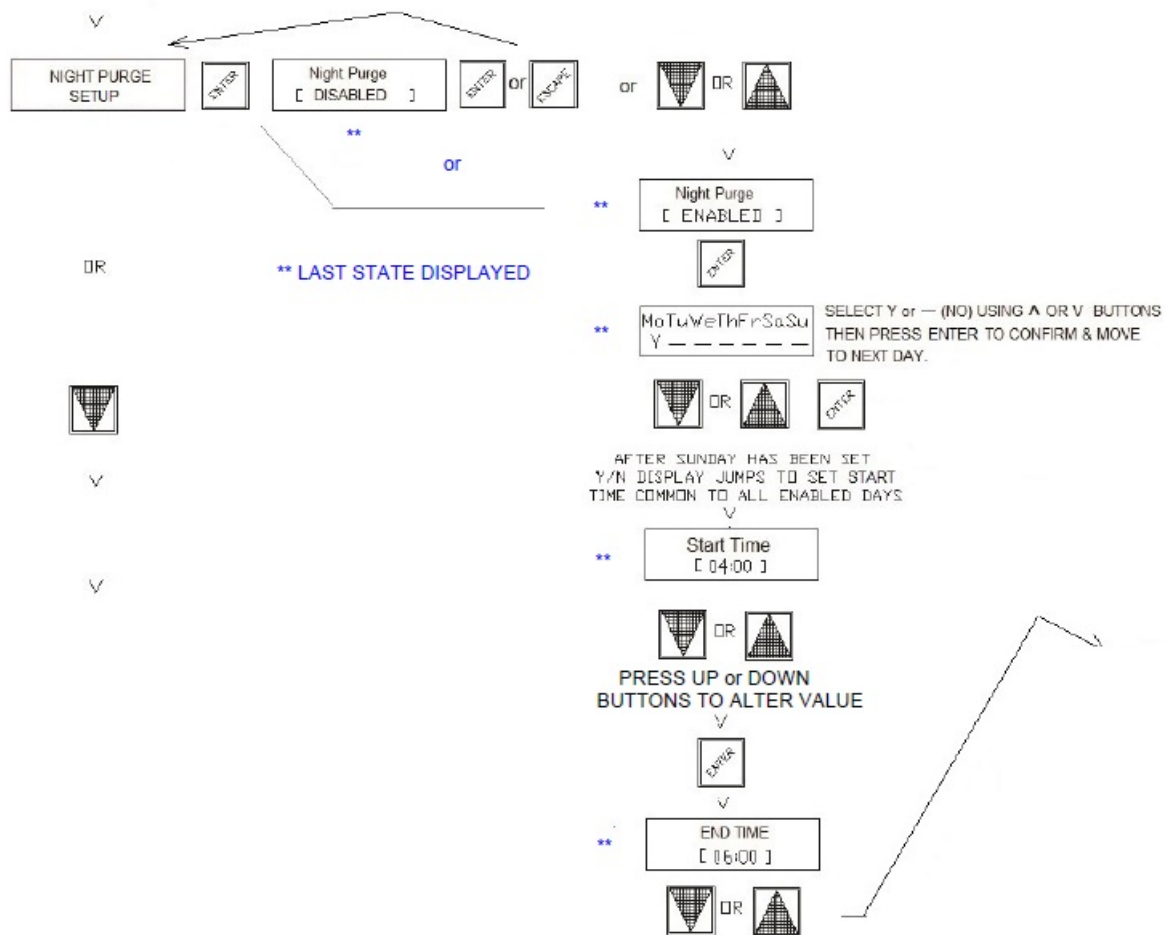 NIGHT PURGE
SETUP
ENTER
Night Purge
[ DISABLED ]
ENTER
or
ESCAPE
or
OR
**
or
Night Purge
[ ENABLED ]
**
ENTER
OR
** LAST STATE DISPLAYED
**
MoTuWeThFrSaSu
Y — — — — — —
SELECT Y or — (NO) USING Λ OR V BUTTONS
THEN PRESS ENTER TO CONFIRM & MOVE
TO NEXT DAY.
OR
ENTER
AFTER SUNDAY HAS BEEN SET
Y/N DISPLAY JUMPS TO SET START
TIME COMMON TO ALL ENABLED DAYS
**
Start Time
[ 04:00 ]
OR
PRESS UP or DOWN
BUTTONS TO ALTER VALUE
ENTER
**
END TIME
[ 06:00 ]
OR